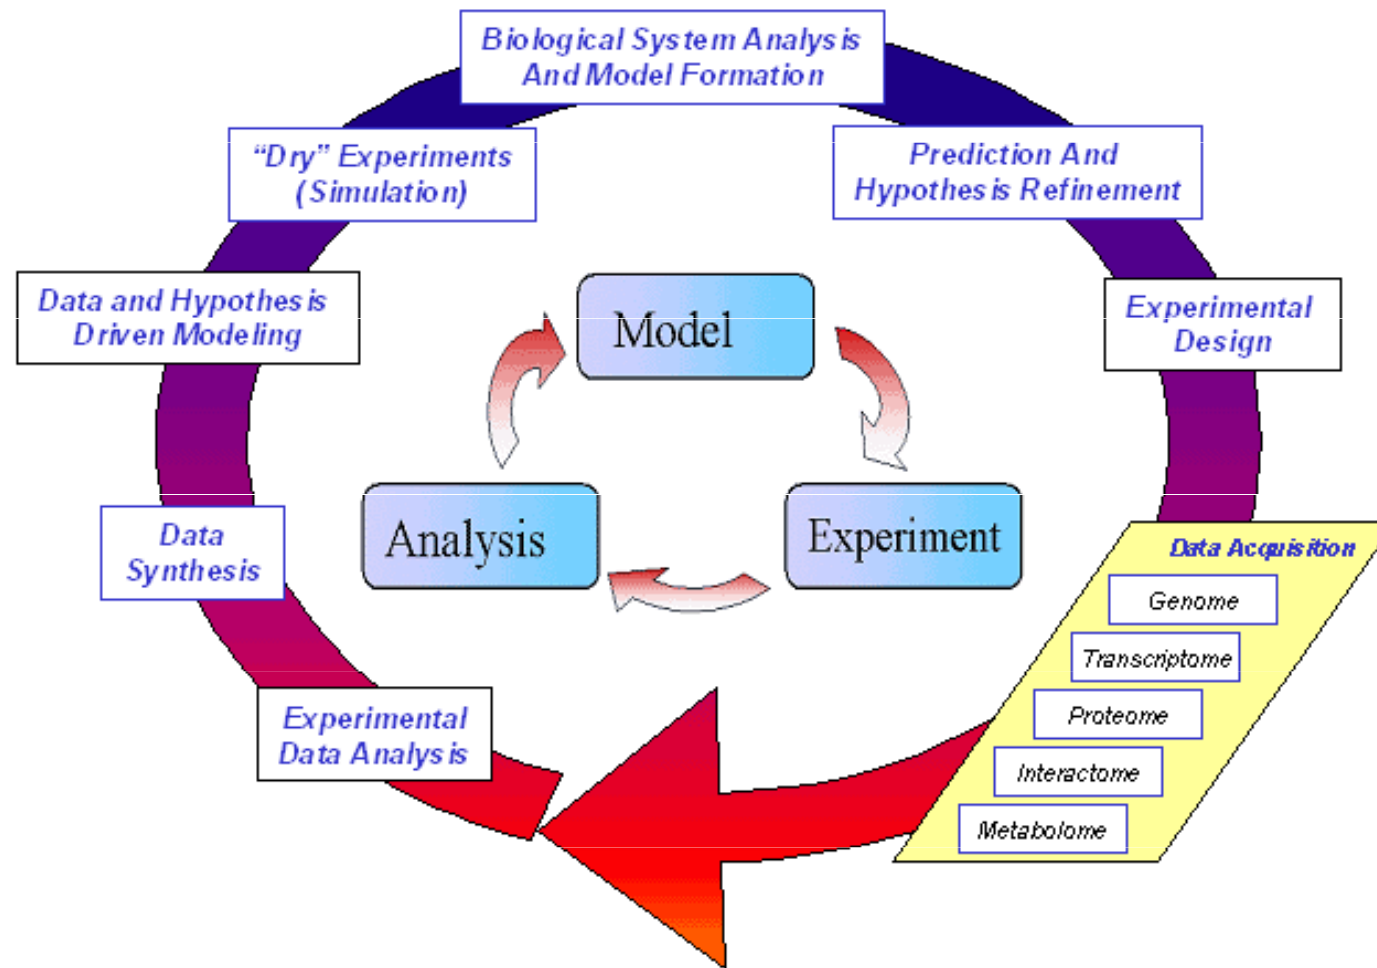 Biological System Analysis
And Model Formation
“Dry” Experiments
(Simulation)
Prediction And
Hypothesis Refinement
Data and Hypothesis
Driven Modeling
Experimental
Design
Model
Analysis
Experiment
Data
Synthesis
Data Acquisition
Genome
Transcriptome
Proteome
Interactome
Metabolome
Experimental
Data Analysis